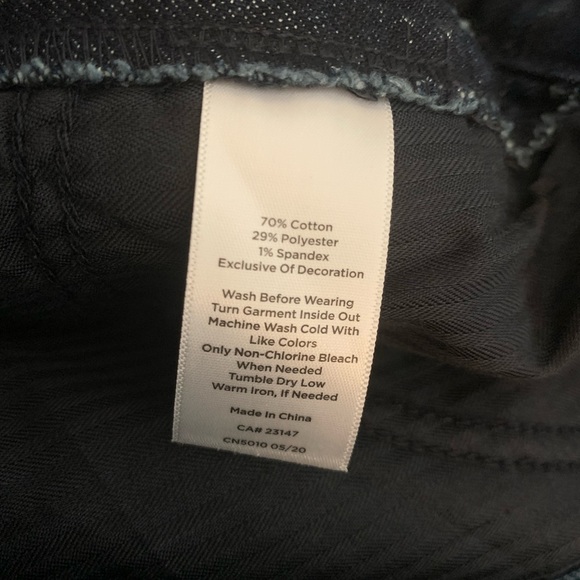 70% Cotton
29% Polyester
1% Spandex
Exclusive Of Decoration
Wash Before Wearing
Turn Garment Inside Out
Machine Wash Cold With
Like Colors
Only Non-Chlorine Bleach
When Needed
Tumble Dry Low
Warm Iron, If Needed
Made In China
CA# 23147
CN5010 05/20